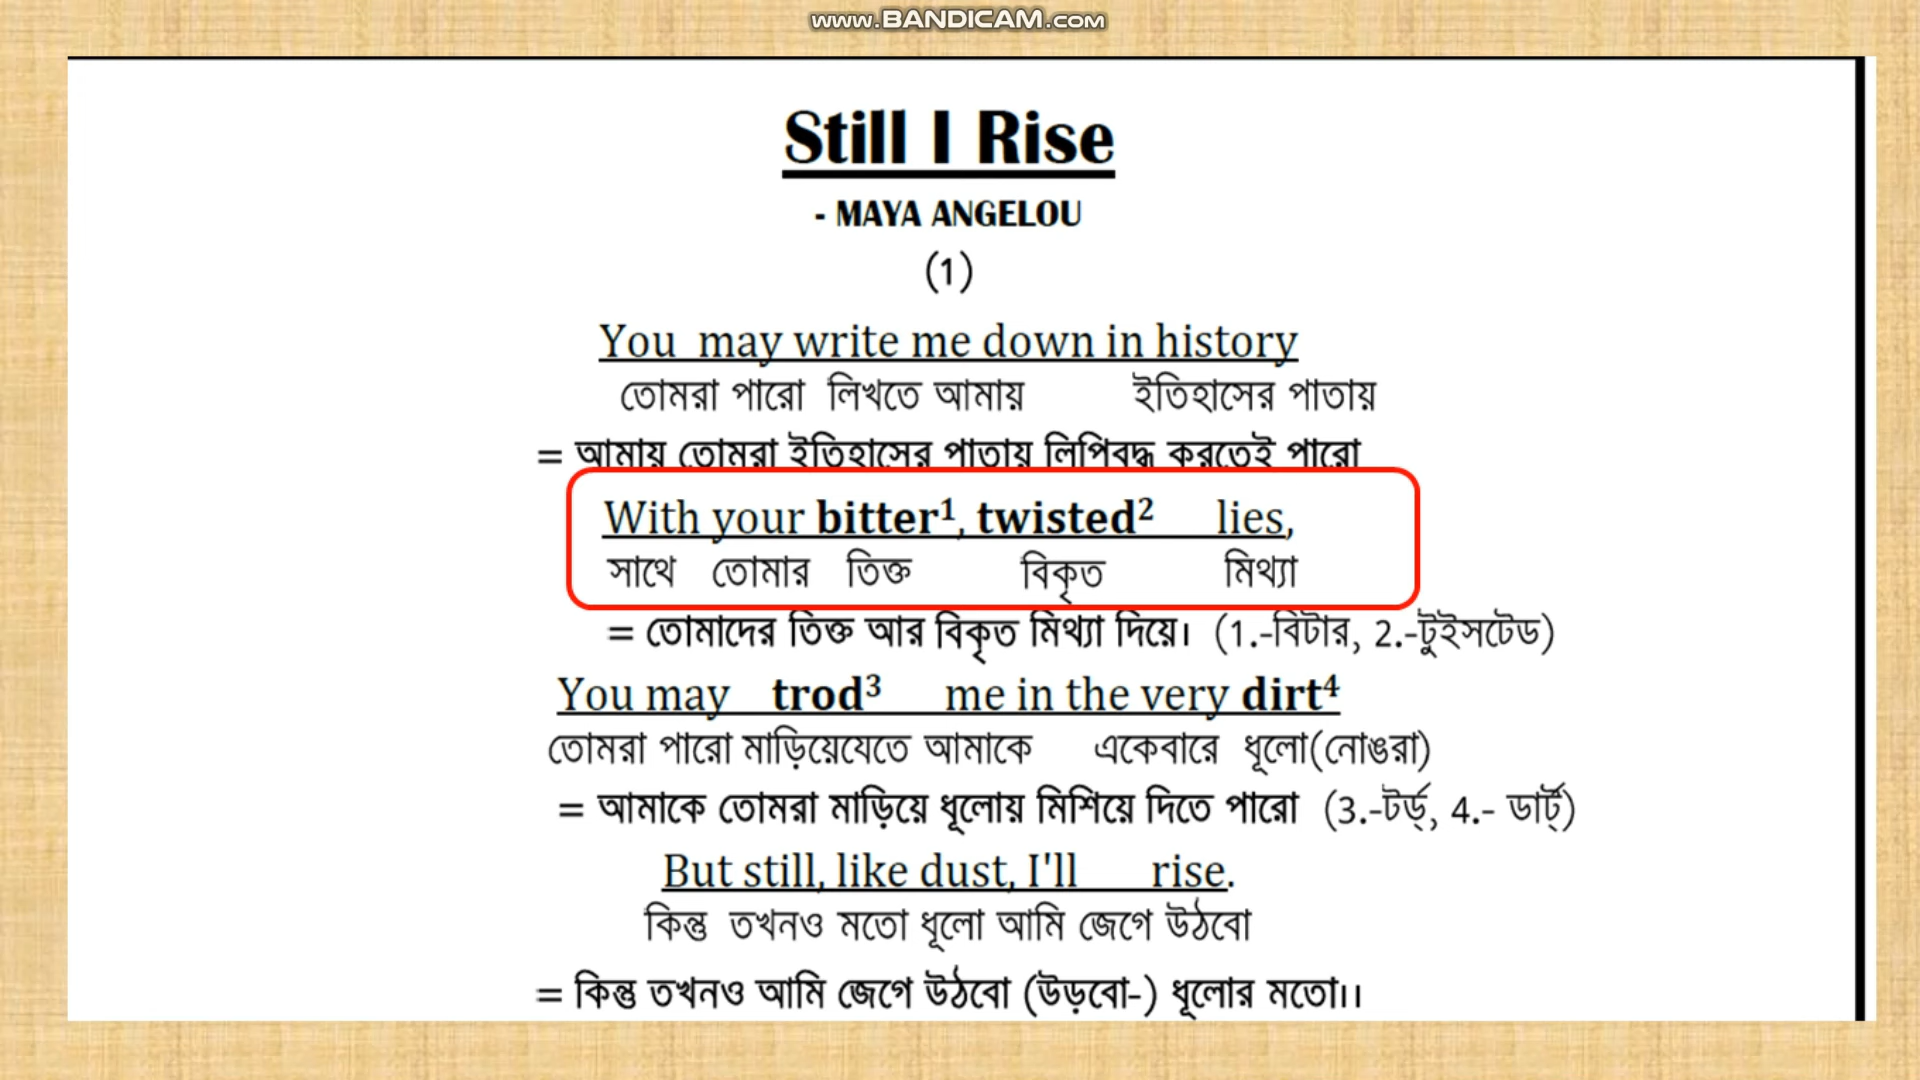 www.BANDICAM.com
Still I Rise
- MAYA ANGELOU
(1)
You may write me down in history
তোমরা পারো লিখতে আমায় ইতিহাসের পাতায়
= আমায় তোমরা ইতিহাসের পাতায় লিপিবদ্ধ করতেই পারো
With your bitter¹, twisted² lies,
সাথে তোমার তিক্ত বিকৃত মিথ্যা
= তোমাদের তিক্ত আর বিকৃত মিথ্যা দিয়ে। (1.-বিটার, 2.-টুইসটেড)
You may trod³ me in the very dirt⁴
তোমরা পারো মাড়িয়েযেতে আমাকে একেবারে ধূলো(নোঙরা)
= আমাকে তোমরা মাড়িয়ে ধূলোয় মিশিয়ে দিতে পারো (3.-টর্ড্, 4.- ডার্ট্)
But still, like dust, I'll rise.
কিন্তু তখনও মতো ধূলো আমি জেগে উঠবো
= কিন্তু তখনও আমি জেগে উঠবো (উড়বো-) ধূলোর মতো।।